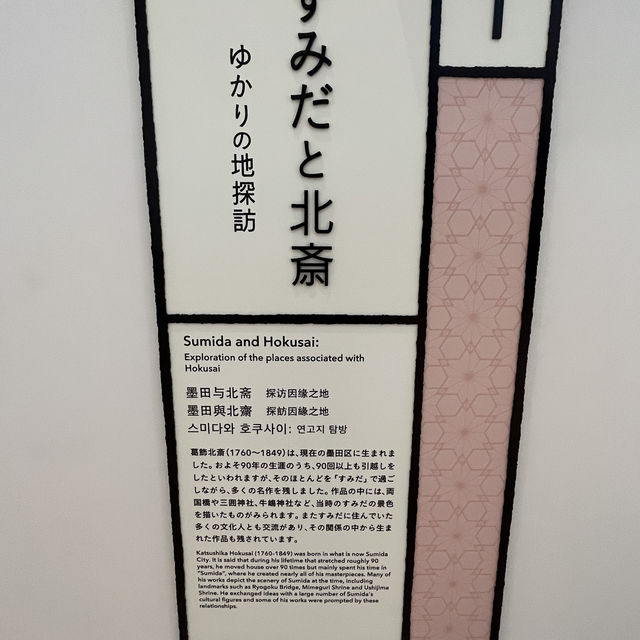 すみだと北斎
ゆかりの地探訪
Sumida and Hokusai:
Exploration of the places associated with
Hokusai
墨田与北斋　探访因缘之地
墨田與北齋　探訪因緣之地
스미다와 호쿠사이: 연고지 탐방
葛飾北斎（1760〜1849）は、現在の墨田区に生まれま
した。およそ90年の生涯のうち、90回以上も引越しを
したといわれますが、そのほとんどを「すみだ」で過ご
しながら、多くの名作を残しました。作品の中には、両
国橋や三囲神社、牛嶋神社など、当時のすみだの景色
を描いたものがみられます。またすみだに住んでいた
多くの文化人とも交流があり、その関係の中から生ま
れた作品も残されています。
Katsushika Hokusai (1760-1849) was born in what is now Sumida
City. It is said that during his lifetime that stretched roughly 90
years, he moved house over 90 times but mainly spent his time in
"Sumida", where he created nearly all of his masterpieces. Many of
his works depict the scenery of Sumida at the time, including
landmarks such as Ryogoku Bridge, Mimeguri Shrine and Ushijima
Shrine. He exchanged ideas with a large number of Sumida's
cultural figures and some of his works were prompted by these
relationships.